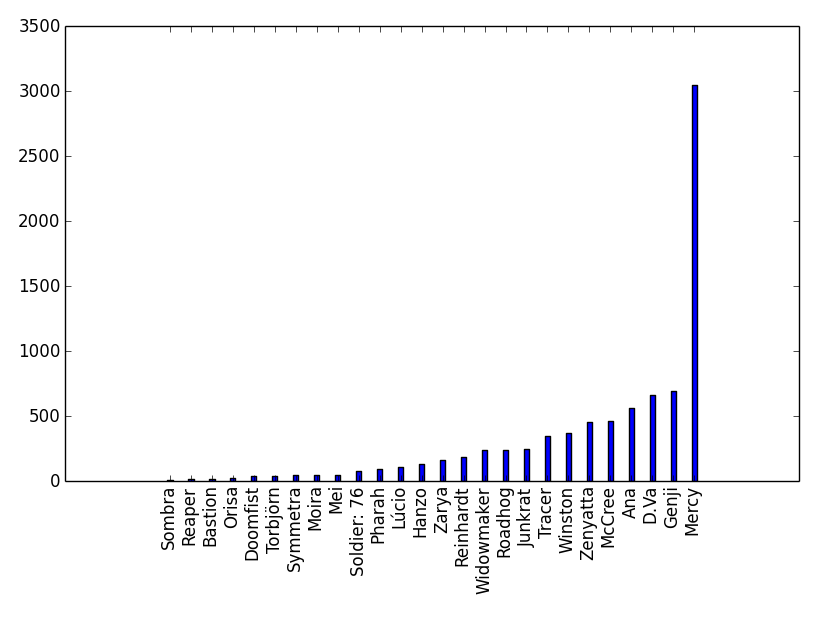 3500
3000
2500
2000
1500
1000
500
0
Sombra
Reaper
Bastion
Orisa
Doomfist
Torbjörn
Symmetra
Moira
Mei
Soldier: 76
Pharah
Lúcio
Hanzo
Zarya
Reinhardt
Widowmaker
Roadhog
Junkrat
Tracer
Winston
Zenyatta
McCree
Ana
D.Va
Genji
Mercy